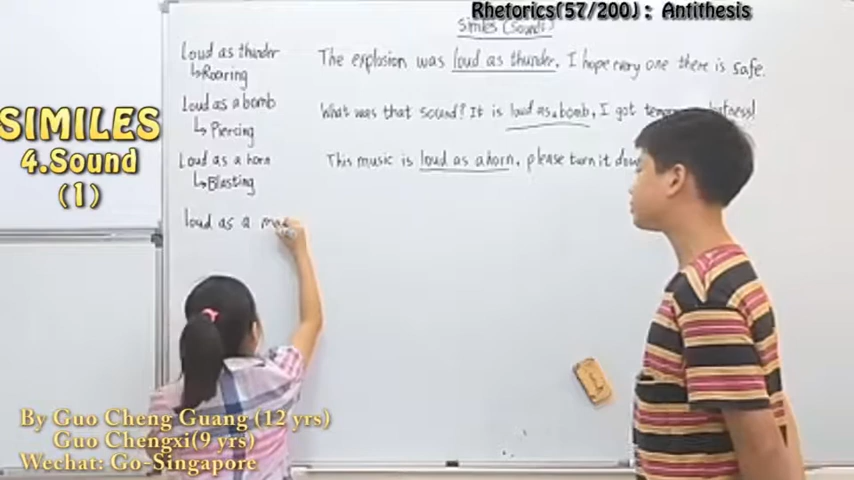 Rhetorics(57/200) : Antithesis
Similes (Sounds)
Loud as thunder
↳Roaring
The explosion was loud as thunder, I hope every one there is safe.
Loud as a bomb
↳ Piercing
What was that sound? It is loud as a bomb, I got
Loud as a horn
↳Blasting
This music is loud as a horn, please turn it
loud as a
SIMILES
4.Sound
(1)
By Guo Cheng Guang (12 yrs)
Guo Chengxi(9 yrs)
Wechat: Go-Singapore